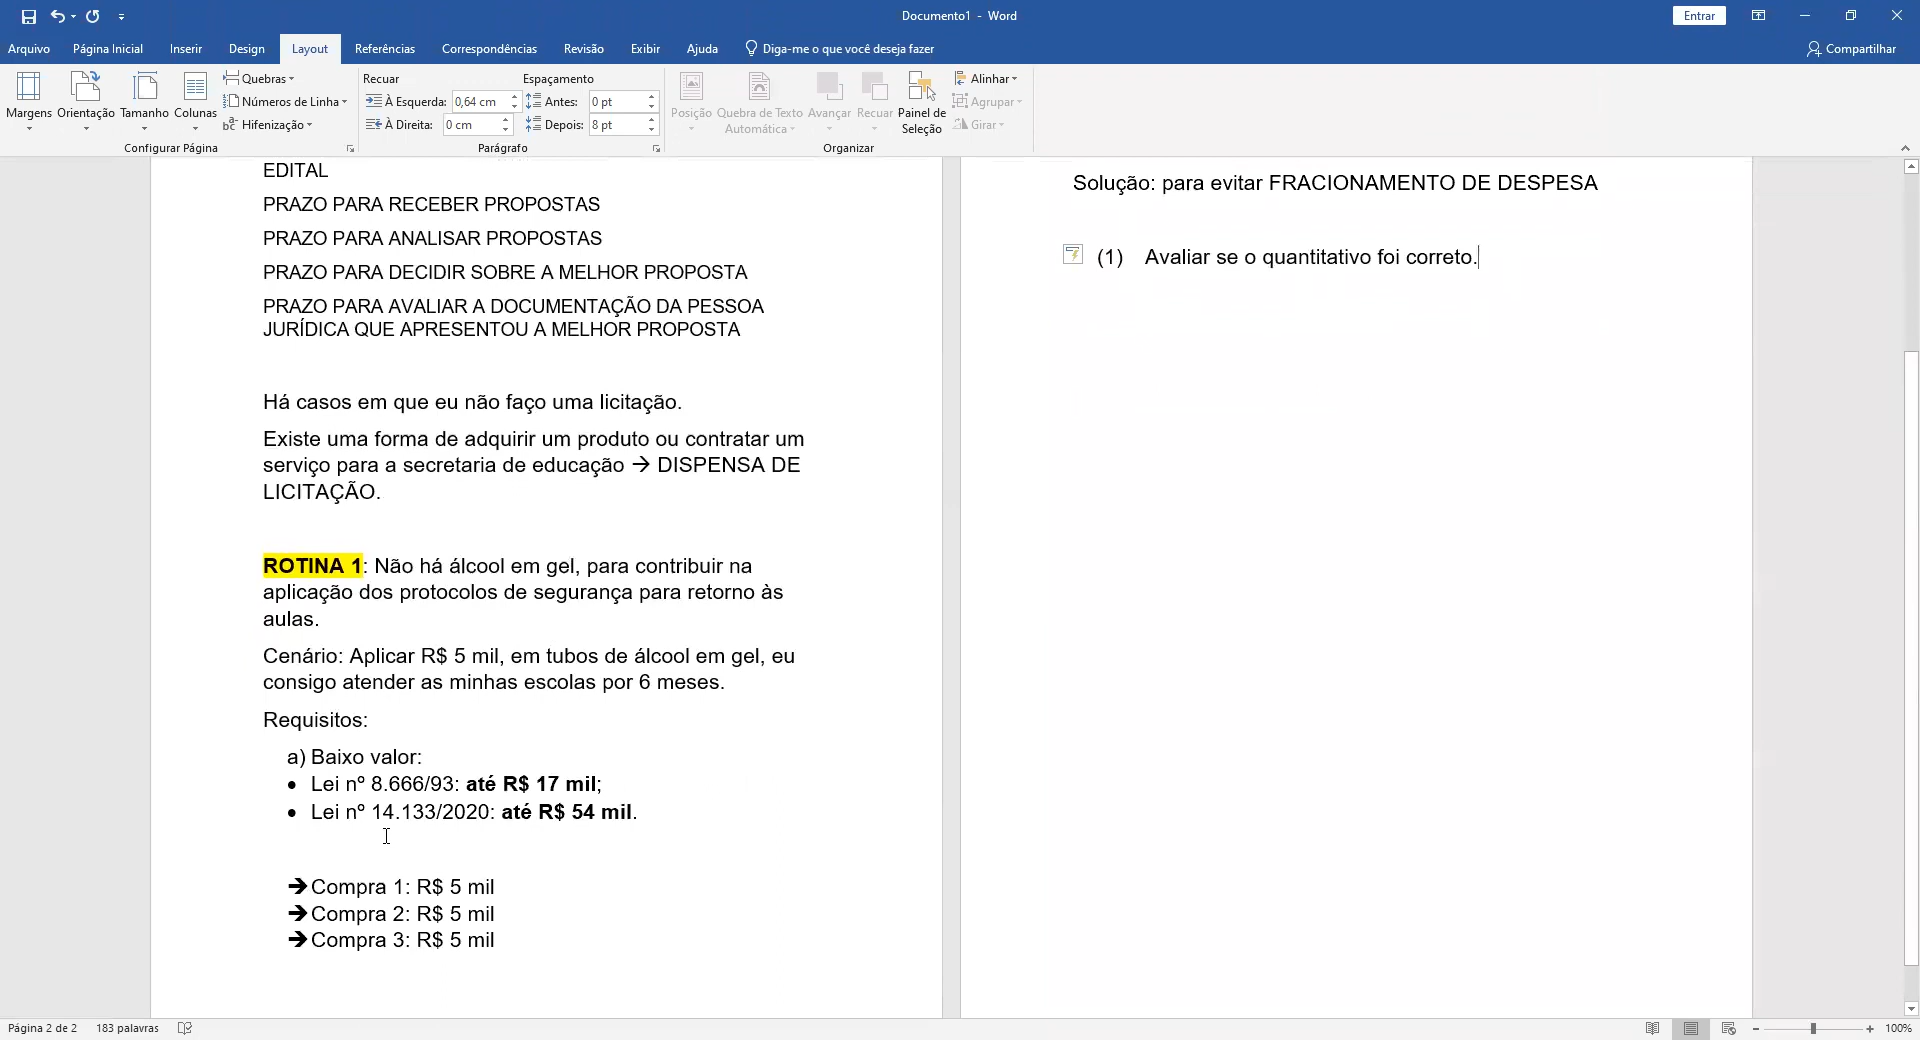 Documento1 - Word
Entrar
Arquivo Página Inicial Inserir Design Layout Referências Correspondências Revisão Exibir Ajuda Diga-me o que você deseja fazer
Compartilhar
Margens Orientação Tamanho Colunas
Quebras
Números de Linha
Hifenização
Configurar Página
Recuar
À Esquerda: 0,64 cm
À Direita: 0 cm
Espaçamento
Antes: 0 pt
Depois: 8 pt
Parágrafo
Posição Quebra de Texto Automática Avançar Recuar Painel de Seleção
Alinhar
Agrupar
Girar
Organizar
EDITAL
PRAZO PARA RECEBER PROPOSTAS
PRAZO PARA ANALISAR PROPOSTAS
PRAZO PARA DECIDIR SOBRE A MELHOR PROPOSTA
PRAZO PARA AVALIAR A DOCUMENTAÇÃO DA PESSOA
JURÍDICA QUE APRESENTOU A MELHOR PROPOSTA
Há casos em que eu não faço uma licitação.
Existe uma forma de adquirir um produto ou contratar um
serviço para a secretaria de educação → DISPENSA DE
LICITAÇÃO.
ROTINA 1: Não há álcool em gel, para contribuir na
aplicação dos protocolos de segurança para retorno às
aulas.
Cenário: Aplicar R$ 5 mil, em tubos de álcool em gel, eu
consigo atender as minhas escolas por 6 meses.
Requisitos:
a) Baixo valor:
• Lei nº 8.666/93: até R$ 17 mil;
• Lei nº 14.133/2020: até R$ 54 mil.
➔ Compra 1: R$ 5 mil
➔ Compra 2: R$ 5 mil
➔ Compra 3: R$ 5 mil
Solução: para evitar FRACIONAMENTO DE DESPESA
(1) Avaliar se o quantitativo foi correto.
Página 2 de 2 183 palavras
100%